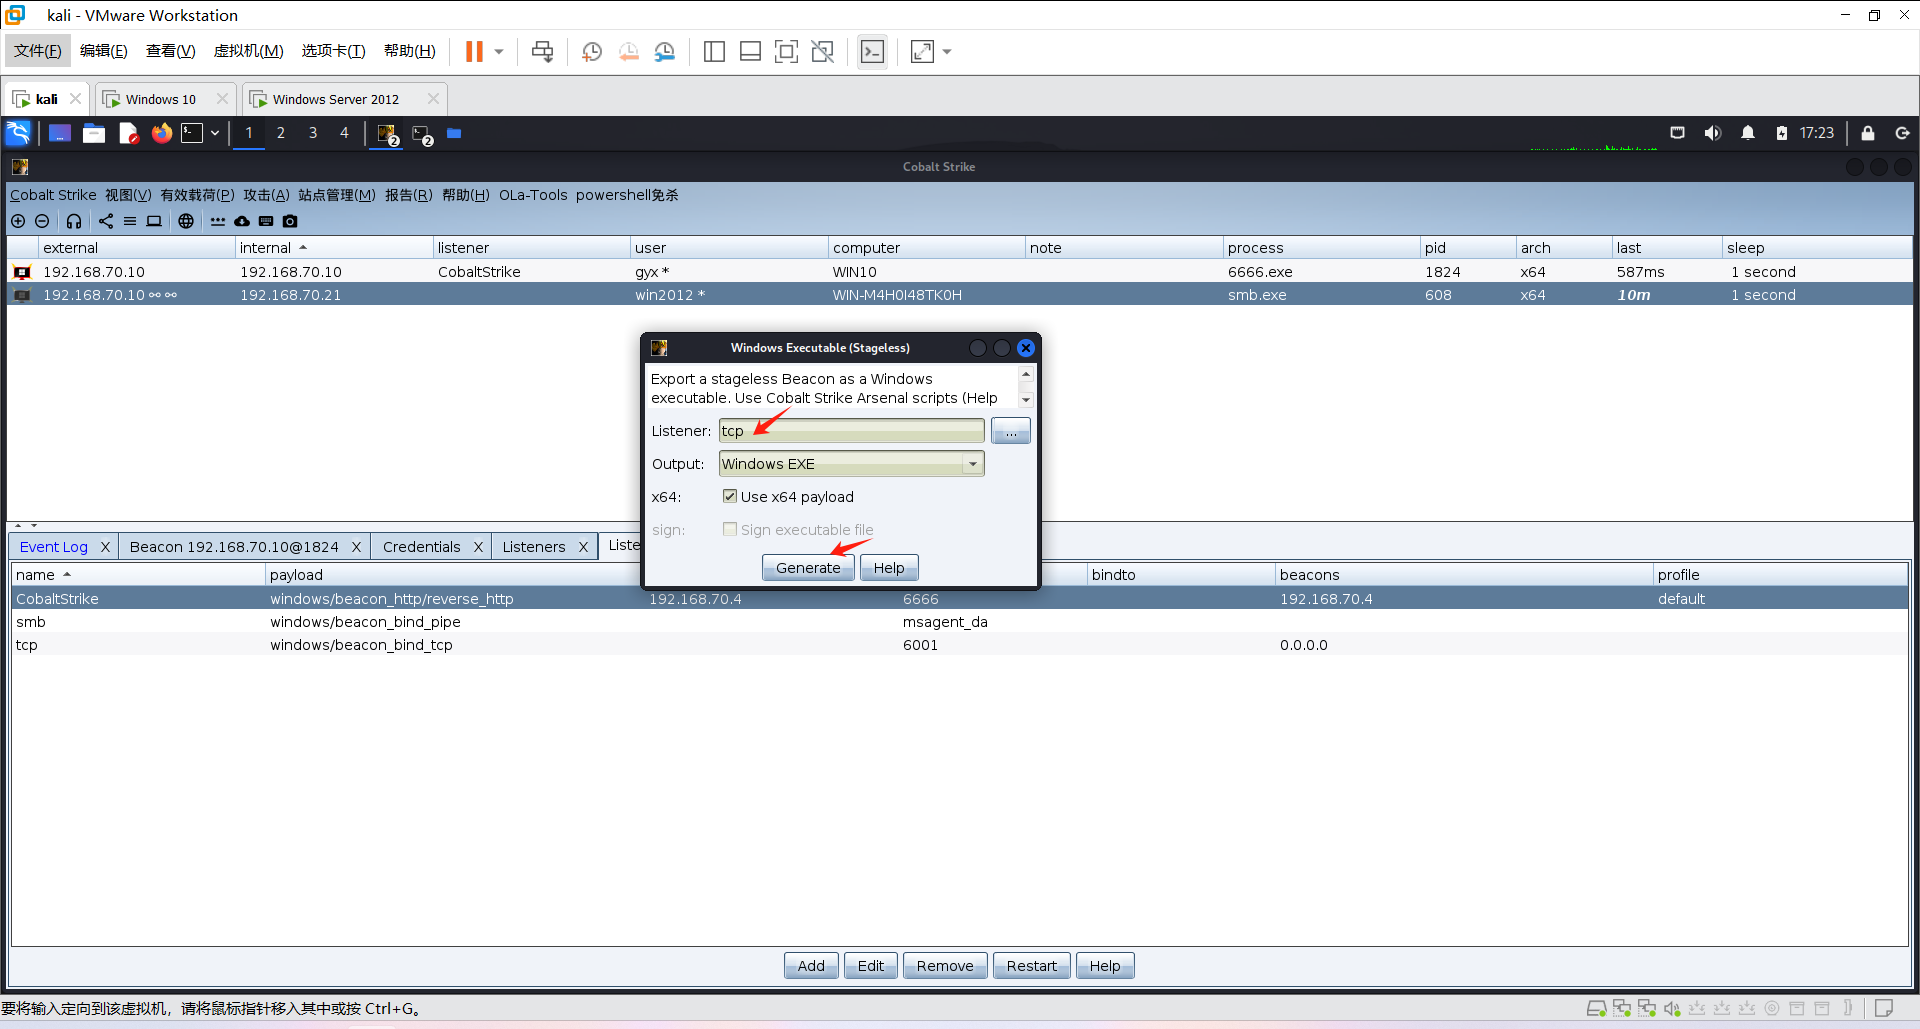 kali - VMware Workstation
文件(F) 编辑(E) 查看(V) 虚拟机(M) 选项卡(T) 帮助(H)
kali Windows 10 Windows Server 2012
1 2 3 4 2 2 17:23
Cobalt Strike
Cobalt Strike 视图(V) 有效载荷(P) 攻击(A) 站点管理(M) 报告(R) 帮助(H) OLa-Tools powershell免杀
external internal listener user computer note process pid arch last sleep
192.168.70.10 192.168.70.10 CobaltStrike gyx * WIN10 6666.exe 1824 x64 587ms 1 second
192.168.70.10 192.168.70.21 win2012 * WIN-M4H0I48TK0H smb.exe 608 x64 10m 1 second
Windows Executable (Stageless)
Export a stageless Beacon as a Windows
executable. Use Cobalt Strike Arsenal scripts (Help
Listener: tcp ...
Output: Windows EXE
x64: Use x64 payload
sign: Sign executable file
Generate Help
Event Log X Beacon 192.168.70.10@1824 X Credentials X Listeners X Liste
name payload bindto beacons profile
CobaltStrike windows/beacon_http/reverse_http 192.168.70.4 6666 192.168.70.4 default
smb windows/beacon_bind_pipe msagent_da
tcp windows/beacon_bind_tcp 6001 0.0.0.0
Add Edit Remove Restart Help
要将输入定向到该虚拟机，请将鼠标指针移入其中或按 Ctrl+G。